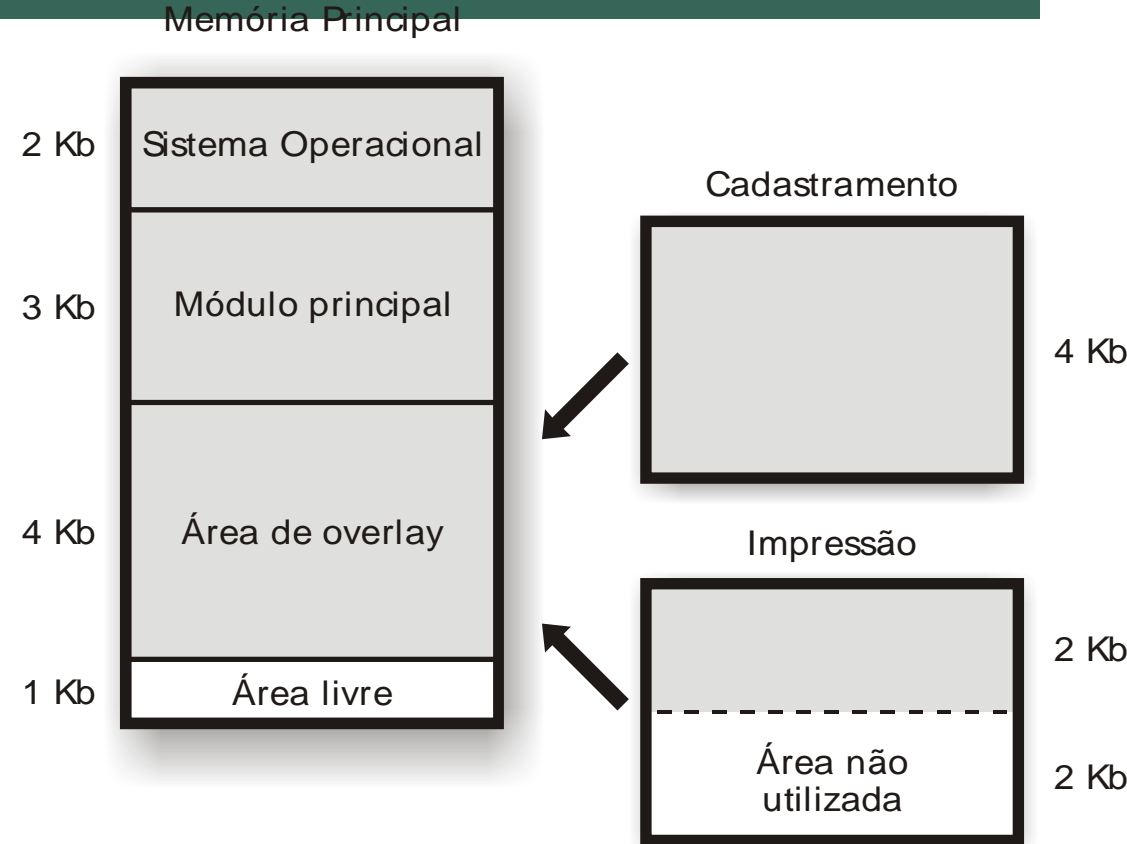 Memória Principal
2 Kb
Sistema Operacional
3 Kb
Módulo principal
4 Kb
Área de overlay
1 Kb
Área livre
Cadastramento
4 Kb
Impressão
2 Kb
Área não
utilizada
2 Kb